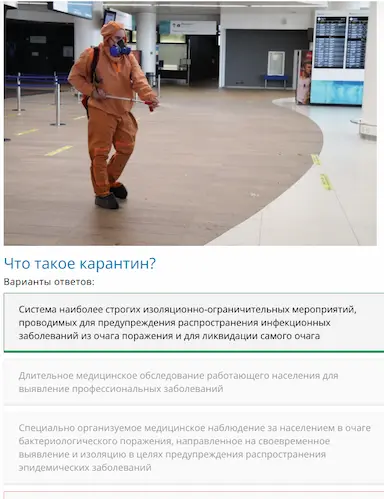 Что такое карантин?
Варианты ответов:
Система наиболее строгих изоляционно-ограничительных мероприятий,
проводимых для предупреждения распространения инфекционных
заболеваний из очага поражения и для ликвидации самого очага
Длительное медицинское обследование работающего населения для
выявление профессиональных заболеваний
Специально организуемое медицинское наблюдение за населением в очаге
бактериологического поражения, направленное на своевременное
выявление и изоляцию в целях предупреждения распространения
эпидемических заболеваний